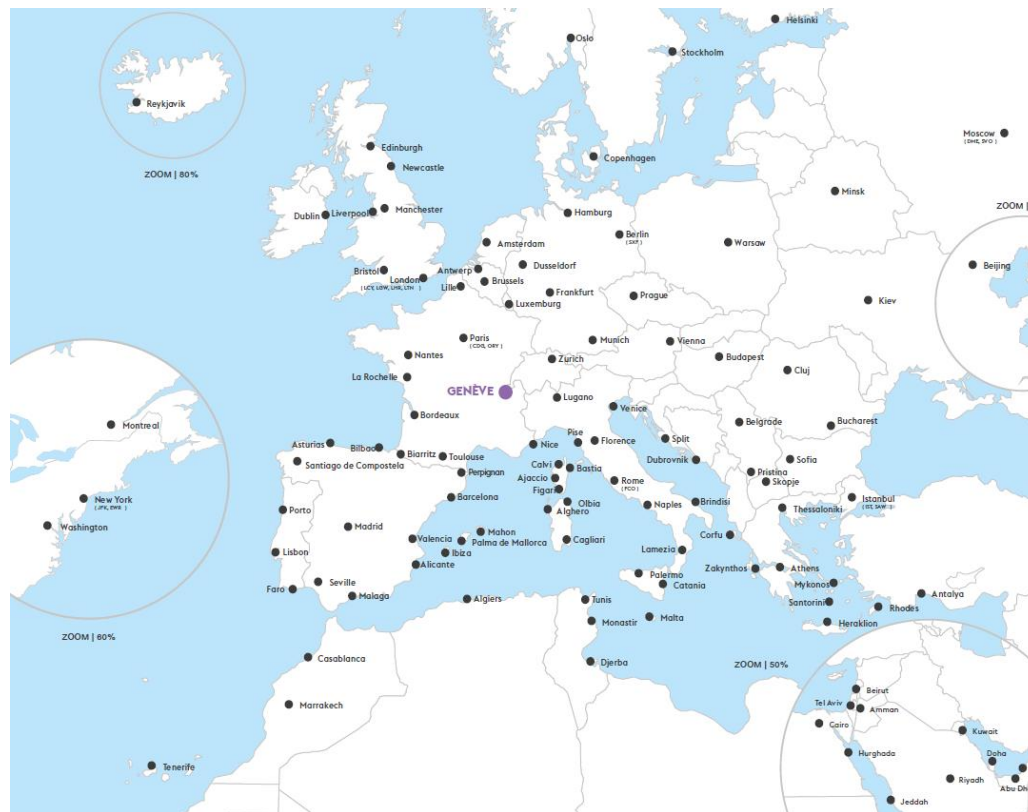 Helsinki
Oslo
Stockholm
Reykjavik
Moscow
( DME, SVO )
Edinburgh
Copenhagen
Newcastle
ZOOM | 80%
Minsk
ZOOM |
Dublin
Liverpool
Manchester
Hamburg
Berlin
( SXF )
Warsaw
Amsterdam
Bristol
London
( LCY, LGW, LHR, LTN )
Antwerp
Dusseldorf
Beijing
Lille
Brussels
Frankfurt
Prague
Kiev
Luxemburg
Paris
( CDG, ORY )
Munich
Vienna
Nantes
Zurich
Budapest
La Rochelle
Cluj
GENÈVE
Lugano
Venice
Bordeaux
Belgrade
Bucharest
Montreal
Asturias
Bilbao
Biarritz
Toulouse
Nice
Pise
Florence
Split
Santiago de Compostela
Perpignan
Calvi
Bastia
Dubrovnik
Sofia
Pristina
Skopje
Ajaccio
Figari
Rome
( FCO )
New York
( JFK, EWR )
Barcelona
Olbia
Alghero
Naples
Brindisi
Istanbul
( IST, SAW )
Porto
Thessaloniki
Washington
Madrid
Mahon
Valencia
Palma de Mallorca
Cagliari
Corfu
Lisbon
Ibiza
Lamezia
Alicante
Zakynthos
Athens
Palermo
Catania
Mykonos
Faro
Seville
Malaga
Algiers
Tunis
Santorini
Rhodes
Antalya
Monastir
Malta
Heraklion
ZOOM | 60%
Casablanca
Djerba
ZOOM | 50%
Marrakech
Beirut
Tel Aviv
Amman
Cairo
Kuwait
Hurghada
Doha
Tenerife
Riyadh
Abu Dh
Jeddah